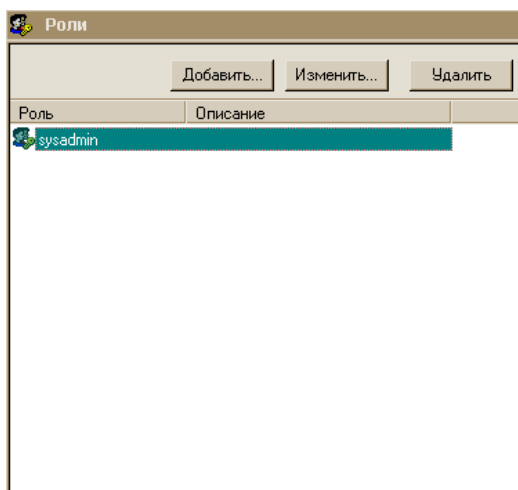 Роли
Добавить... Изменить... Удалить
Роль Описание
sysadmin